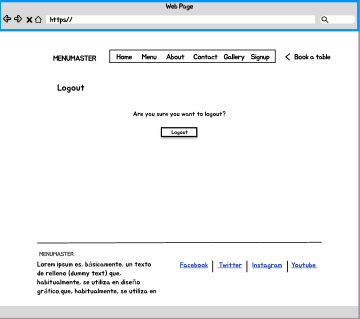 Web Page
https://
MENUMASTER Home Menu About Contact Gallery Signup < Book a table
Logout
Are you sure you want to logout?
Logout
MENUMASTER
Lorem ipsum es, básicamente, un texto
de relleno (dummy text) que,
habitualmente, se utiliza en diseño
gráfico,que, habitualmente, se utiliza en
Facebook Twitter Instagram Youtube